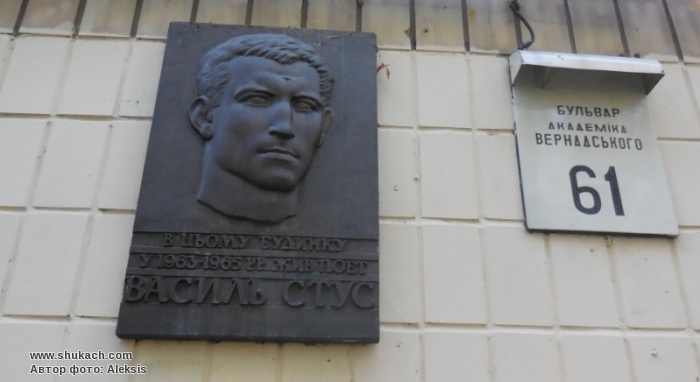 В ЦЬОМУ БУДИНКУ
У 1963-1965 РР. ЖИВ ПОЕТ
ВАСИЛЬ СТУС
БУЛЬВАР
АКАДЕМІКА
ВЕРНАДСЬКОГО
61
www.shukach.com
Автор фото: Aleksis